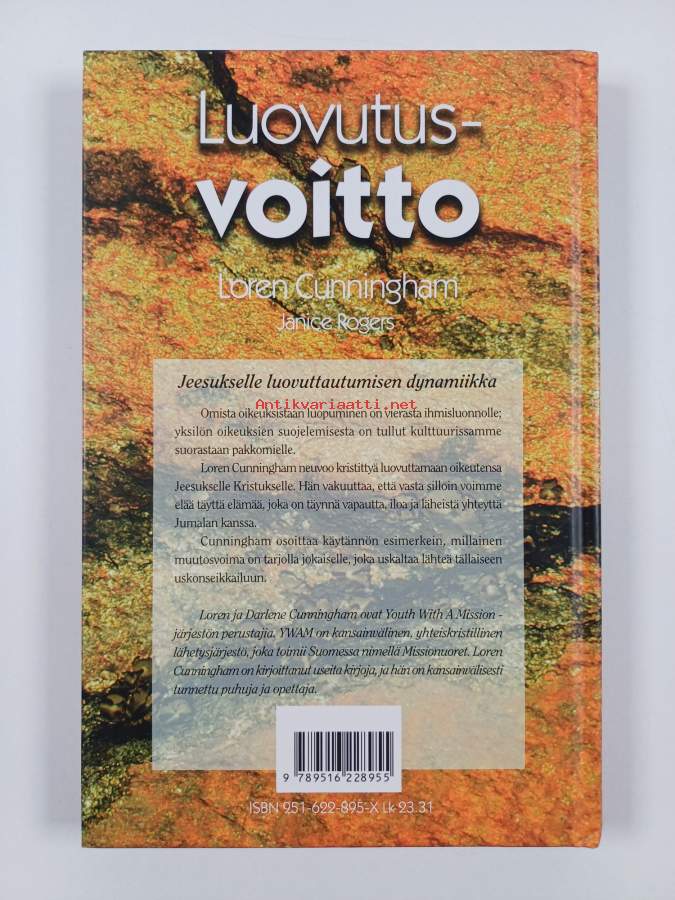 Luovutus-
voitto
Loren Cunningham
Janice Rogers
Jeesukselle luovuttautumisen dynamiikka
Antikvariaatti.net
Omista oikeuksistaan luopuminen on vierasta ihmisluonnolle;
yksilön oikeuksien suojelemisesta on tullut kulttuurissamme
suorastaan pakkomielle.
Loren Cunningham neuvoo kristittyä luovuttamaan oikeutensa
Jeesukselle Kristukselle. Hän vakuuttaa, että vasta silloin voimme
elää täyttä elämää, joka on täynnä vapautta, iloa ja läheistä yhteyttä
Jumalan kanssa.
Cunningham osoittaa käytännön esimerkein, millainen
muutosvoima on tarjolla jokaiselle, joka uskaltaa lähteä tällaiseen
uskonseikkailuun.
Loren ja Darlene Cunningham ovat Youth With A Mission -
järjestön perustajia. YWAM on kansainvälinen, yhteiskristillinen
lähetysjärjestö, joka toimii Suomessa nimellä Missionuoret. Loren
Cunningham on kirjoittanut useita kirjoja, ja hän on kansainvälisesti
tunnettu puhuja ja opettaja.
9 789516 228955
ISBN 951-622-895-X Lk 23.31